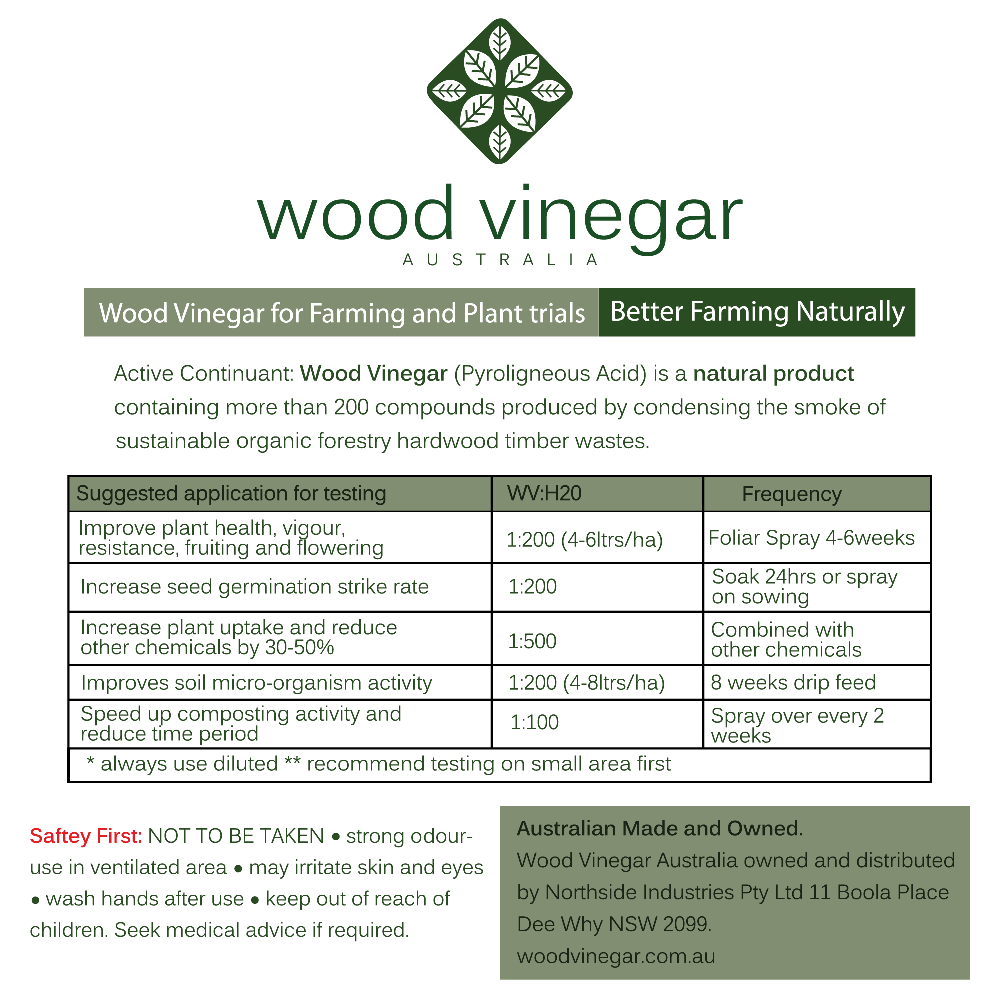 wood vinegar
AUSTRALIA
Wood Vinegar for Farming and Plant trials
Better Farming Naturally
Active Continuant: Wood Vinegar (Pyroligneous Acid) is a natural product
containing more than 200 compounds produced by condensing the smoke of
sustainable organic forestry hardwood timber wastes.
Suggested application for testing
WV:H20
Frequency
Improve plant health, vigour,
resistance, fruiting and flowering
1:200 (4-6ltrs/ha)
Foliar Spray 4-6weeks
Increase seed germination strike rate
1:200
Soak 24hrs or spray
on sowing
Increase plant uptake and reduce
other chemicals by 30-50%
1:500
Combined with
other chemicals
Improves soil micro-organism activity
1:200 (4-8ltrs/ha)
8 weeks drip feed
Speed up composting activity and
reduce time period
1:100
Spray over every 2
weeks
* always use diluted ** recommend testing on small area first
Saftey First: NOT TO BE TAKEN ● strong odour-
use in ventilated area ● may irritate skin and eyes
● wash hands after use ● keep out of reach of
children. Seek medical advice if required.
Australian Made and Owned.
Wood Vinegar Australia owned and distributed
by Northside Industries Pty Ltd 11 Boola Place
Dee Why NSW 2099.
woodvinegar.com.au